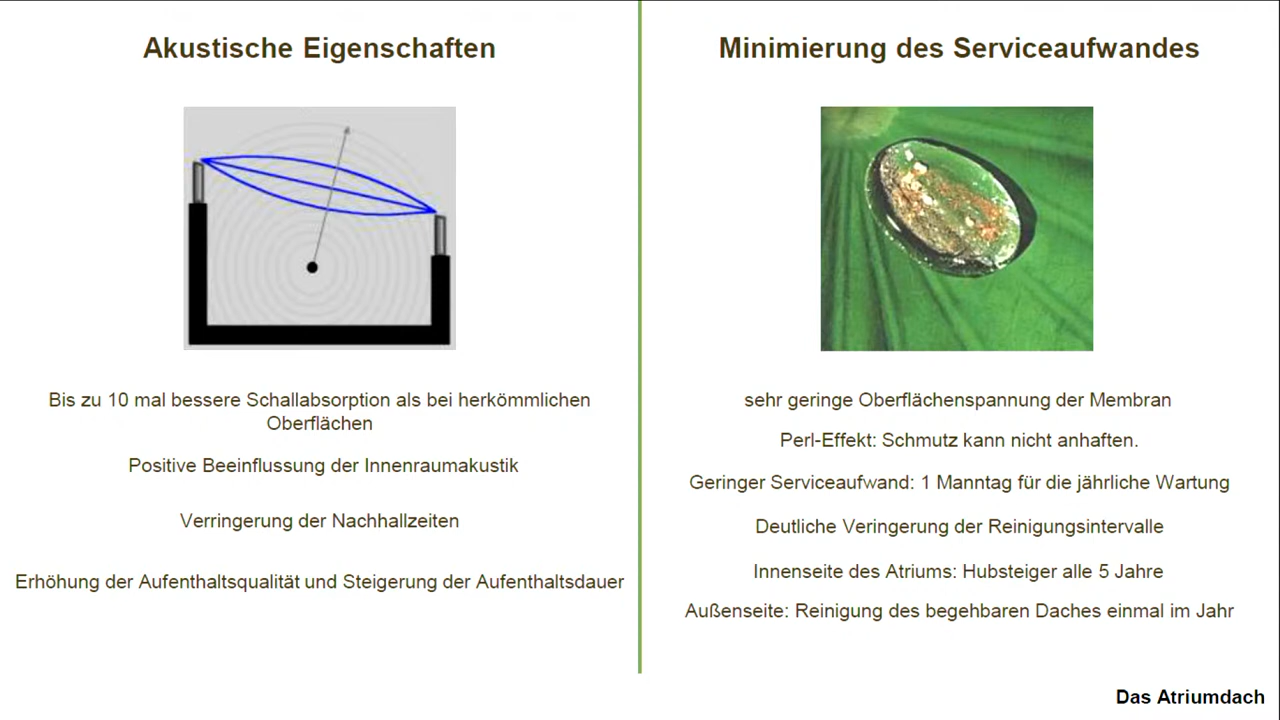 Akustische Eigenschaften
Bis zu 10 mal bessere Schallabsorption als bei herkömmlichen
Oberflächen
Positive Beeinflussung der Innenraumakustik
Verringerung der Nachhallzeiten
Erhöhung der Aufenthaltsqualität und Steigerung der Aufenthaltsdauer
Minimierung des Serviceaufwandes
sehr geringe Oberflächenspannung der Membran
Perl-Effekt: Schmutz kann nicht anhaften.
Geringer Serviceaufwand: 1 Manntag für die jährliche Wartung
Deutliche Veringerung der Reinigungsintervalle
Innenseite des Atriums: Hubsteiger alle 5 Jahre
Außenseite: Reinigung des begehbaren Daches einmal im Jahr
Das Atriumdach